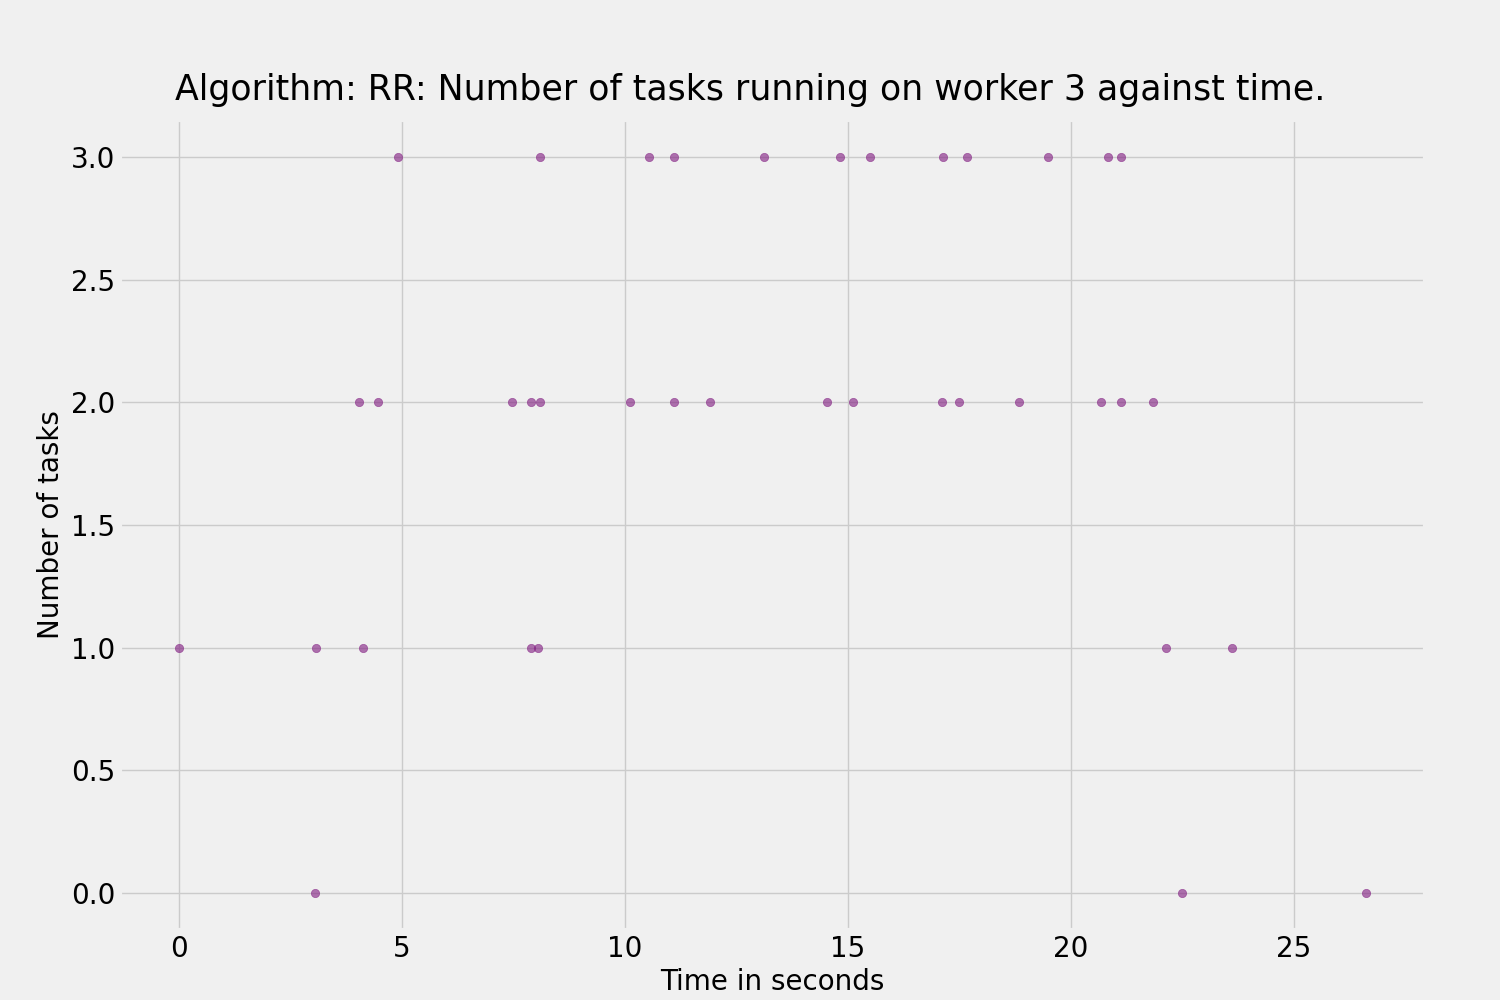 Algorithm: RR: Number of tasks running on worker 3 against time.
3.0
2.5
2.0
1.5
1.0
0.5
0.0
Number of tasks
0 5 10 15 20 25
Time in seconds